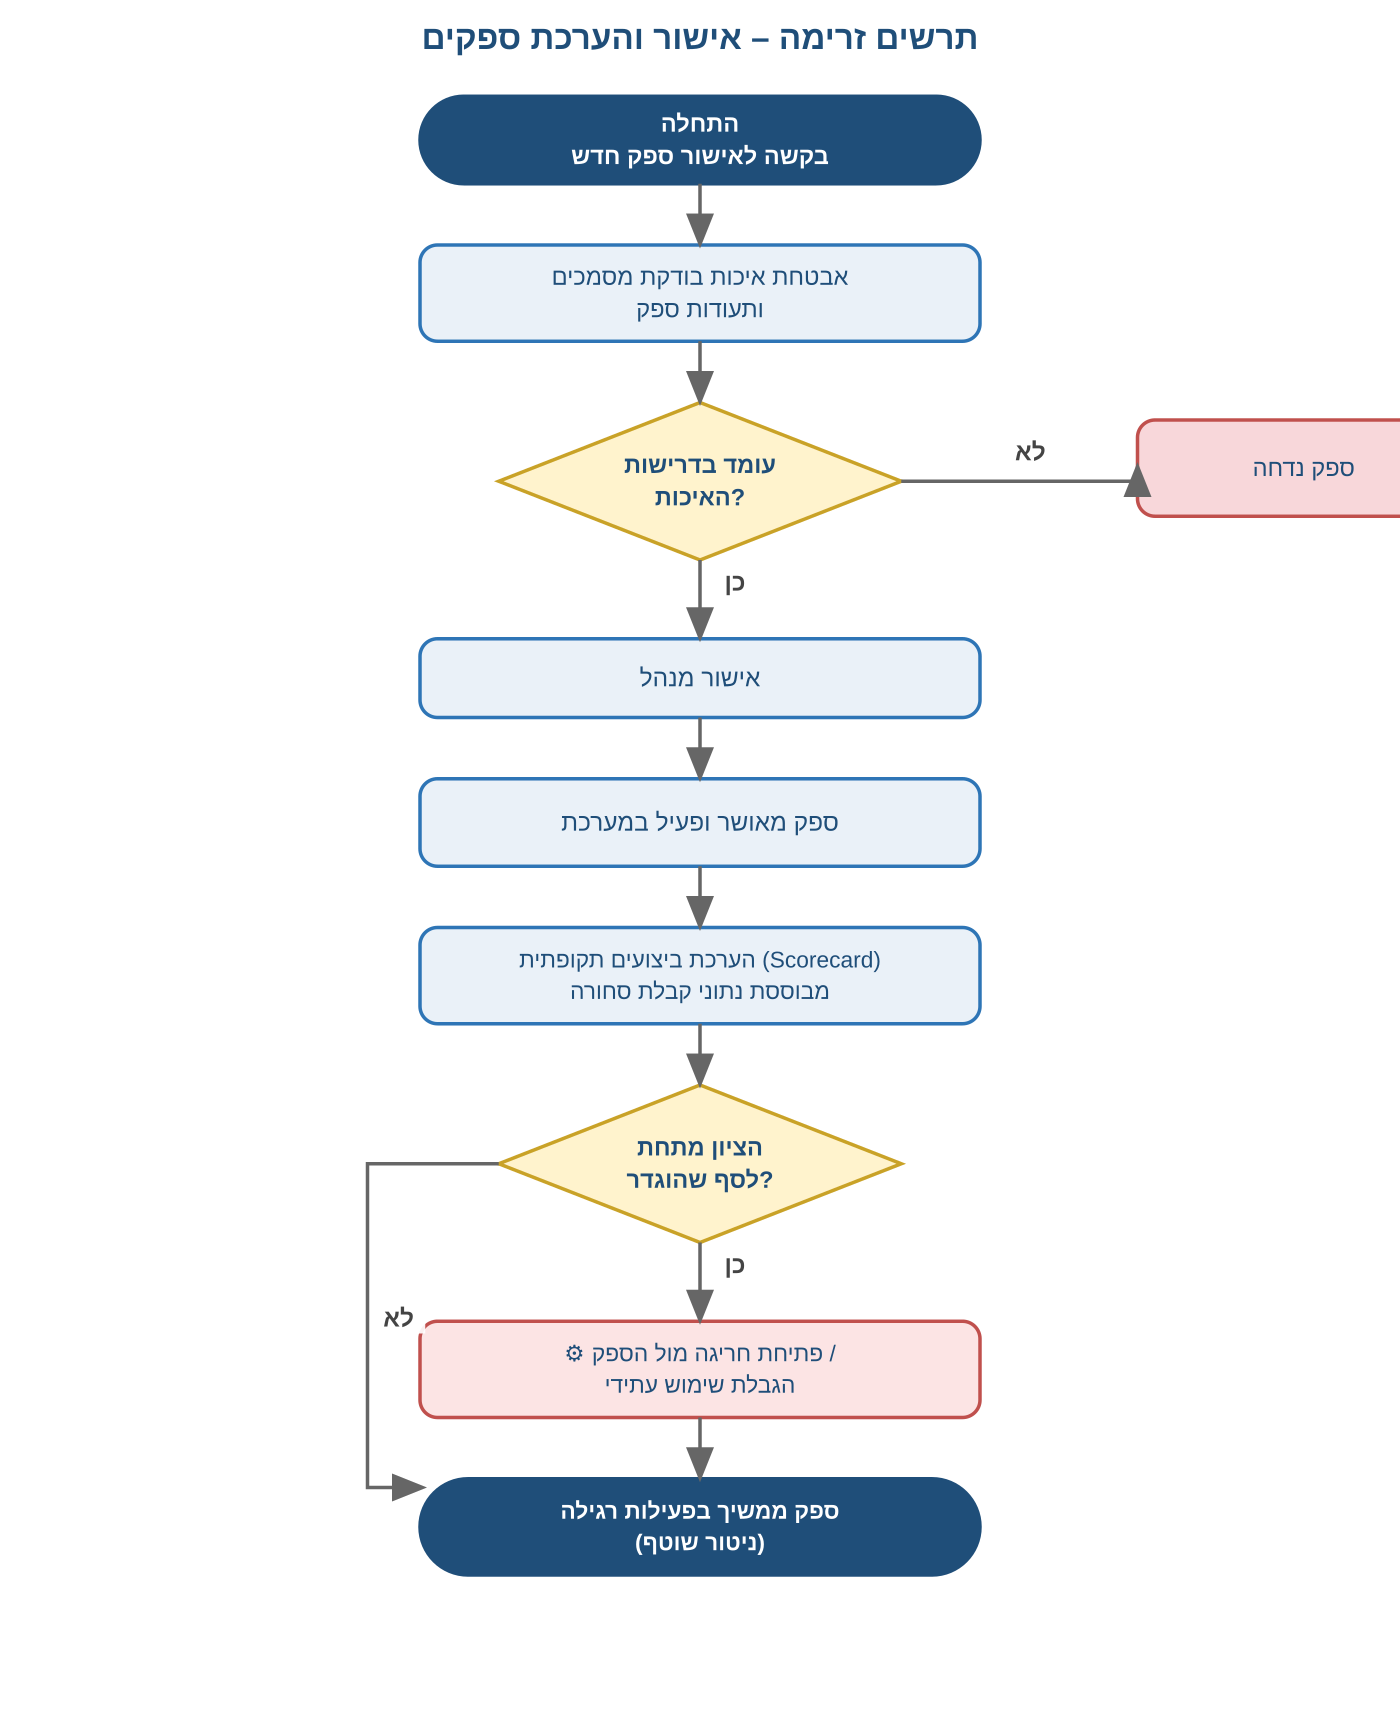 תרשים זרימה – אישור והערכת ספקים
התחלה
בקשה לאישור ספק חדש
אבטחת איכות בודקת מסמכים
ותעודות ספק
עומד בדרישות
האיכות?
לא
ספק נדחה
כן
אישור מנהל
ספק מאושר ופעיל במערכת
הערכת ביצועים תקופתית (Scorecard)
מבוססת נתוני קבלת סחורה
הציון מתחת
לסף שהוגדר?
כן
לא
⚙ פתיחת חריגה מול הספק /
הגבלת שימוש עתידי
ספק ממשיך בפעילות רגילה
(ניטור שוטף)